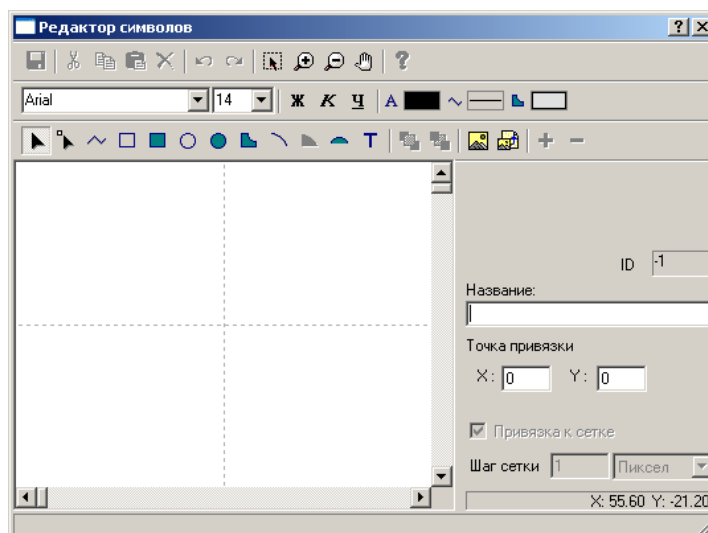 Редактор символов
Arial 14 Ж К Ч А
T
ID -1
Название:
Точка привязки
X: 0 Y: 0
Привязка к сетке
Шаг сетки 1 Пиксел
X: 55.60 Y: -21.20